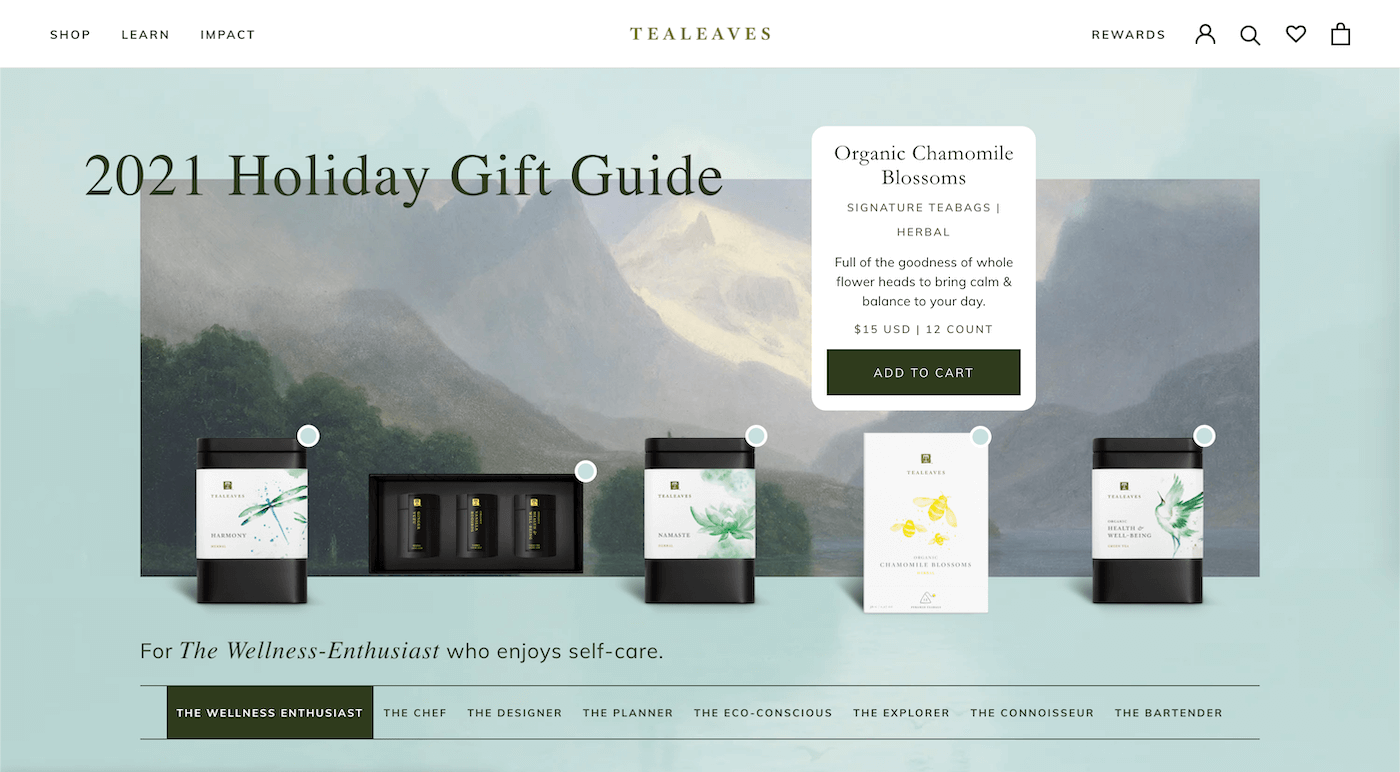 SHOP LEARN IMPACT
TEALEAVES
REWARDS
2021 Holiday Gift Guide
Organic Chamomile
Blossoms
SIGNATURE TEABAGS |
HERBAL
Full of the goodness of whole
flower heads to bring calm &
balance to your day.
$15 USD | 12 COUNT
ADD TO CART
TEALEAVES
HARMONY
HERBAL
TEALEAVES
NAMASTE
HERBAL
TEALEAVES
ORGANIC
CHAMOMILE BLOSSOMS
HERBAL
TEALEAVES
ORGANIC
HEALTH &
WELL-BEING
GREEN TEA
For The Wellness-Enthusiast who enjoys self-care.
THE WELLNESS ENTHUSIAST THE CHEF THE DESIGNER THE PLANNER THE ECO-CONSCIOUS THE EXPLORER THE CONNOISSEUR THE BARTENDER